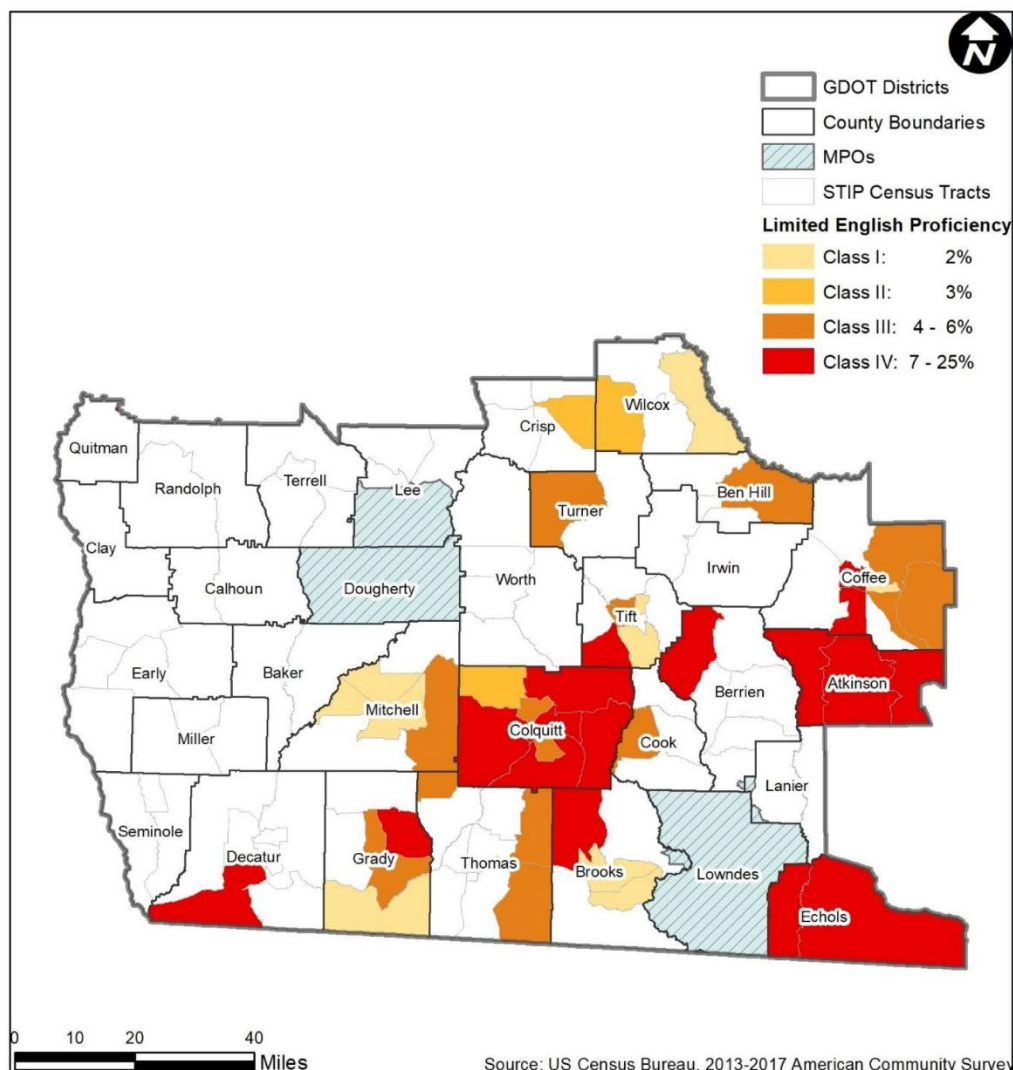 N
GDOT Districts
County Boundaries
MPOs
STIP Census Tracts
Limited English Proficiency
Class I: 2%
Class II: 3%
Class III: 4 - 6%
Class IV: 7 - 25%
Wilcox
Crisp
Quitman
Terrell
Lee
Randolph
Ben Hill
Turner
Clay
Irwin
Coffee
Calhoun
Dougherty
Worth
Tift
Early
Baker
Atkinson
Berrien
Mitchell
Miller
Colquitt
Cook
Lanier
Seminole
Decatur
Grady
Thomas
Brooks
Lowndes
Echols
0 10 20 40
Miles
Source: US Census Bureau, 2013-2017 American Community Survey